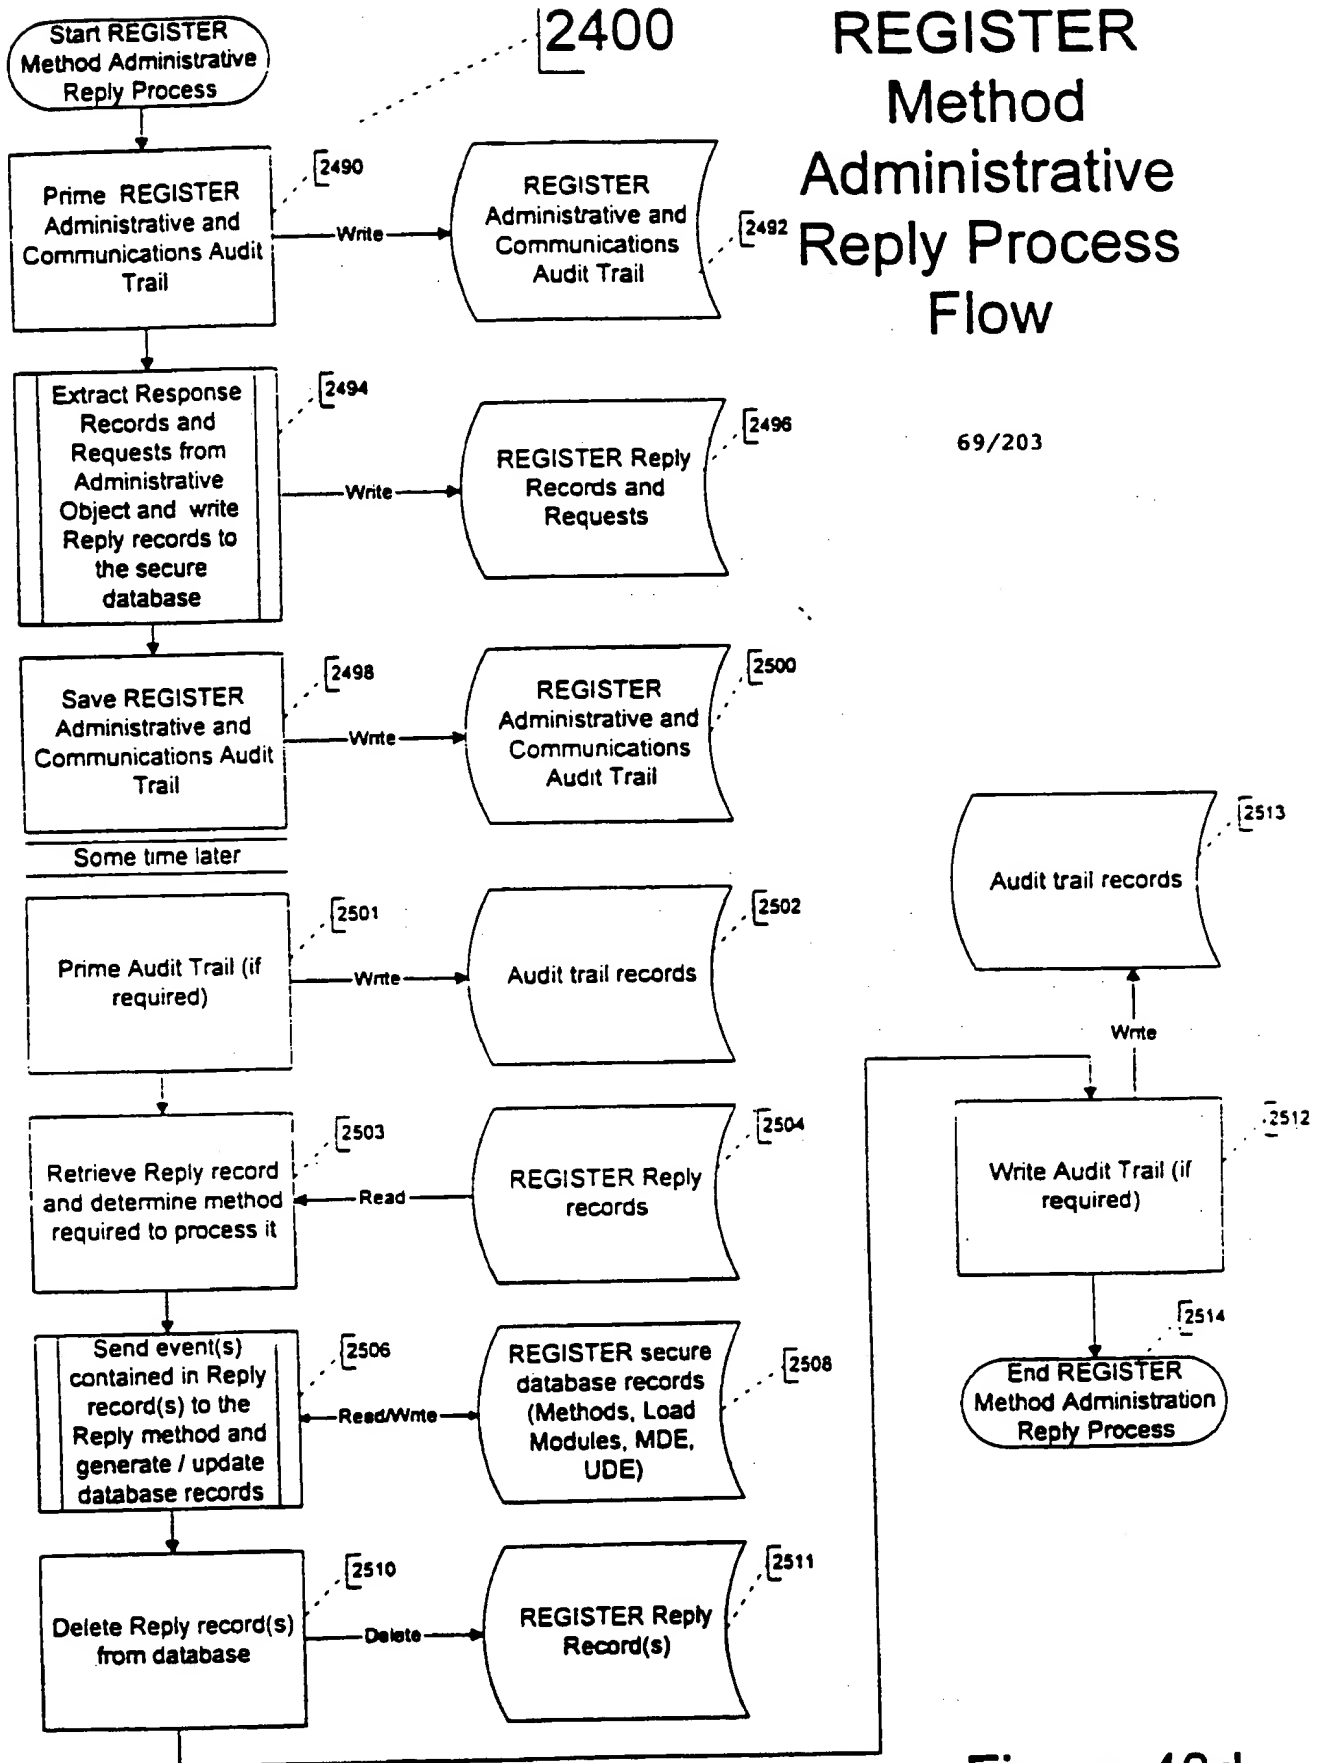 Start REGISTER
Method Administrative
Reply Process
2400
REGISTER
Method
Administrative
Reply Process
Flow
69/203
Prime REGISTER
Administrative and
Communications Audit
Trail
2490
Write
REGISTER
Administrative and
Communications
Audit Trail
2492
Extract Response
Records and
Requests from
Administrative
Object and write
Reply records to
the secure
database
2494
Write
REGISTER Reply
Records and
Requests
2496
Save REGISTER
Administrative and
Communications Audit
Trail
2498
Write
REGISTER
Administrative and
Communications
Audit Trail
2500
Some time later
Prime Audit Trail (if
required)
2501
Write
Audit trail records
2502
Retrieve Reply record
and determine method
required to process it
2503
Read
REGISTER Reply
records
2504
Send event(s)
contained in Reply
record(s) to the
Reply method and
generate / update
database records
2506
Read/Write
REGISTER secure
database records
(Methods, Load
Modules, MDE,
UDE)
2508
Delete Reply record(s)
from database
2510
Delete
REGISTER Reply
Record(s)
2511
Audit trail records
2513
Write
Write Audit Trail (if
required)
2512
2514
End REGISTER
Method Administration
Reply Process